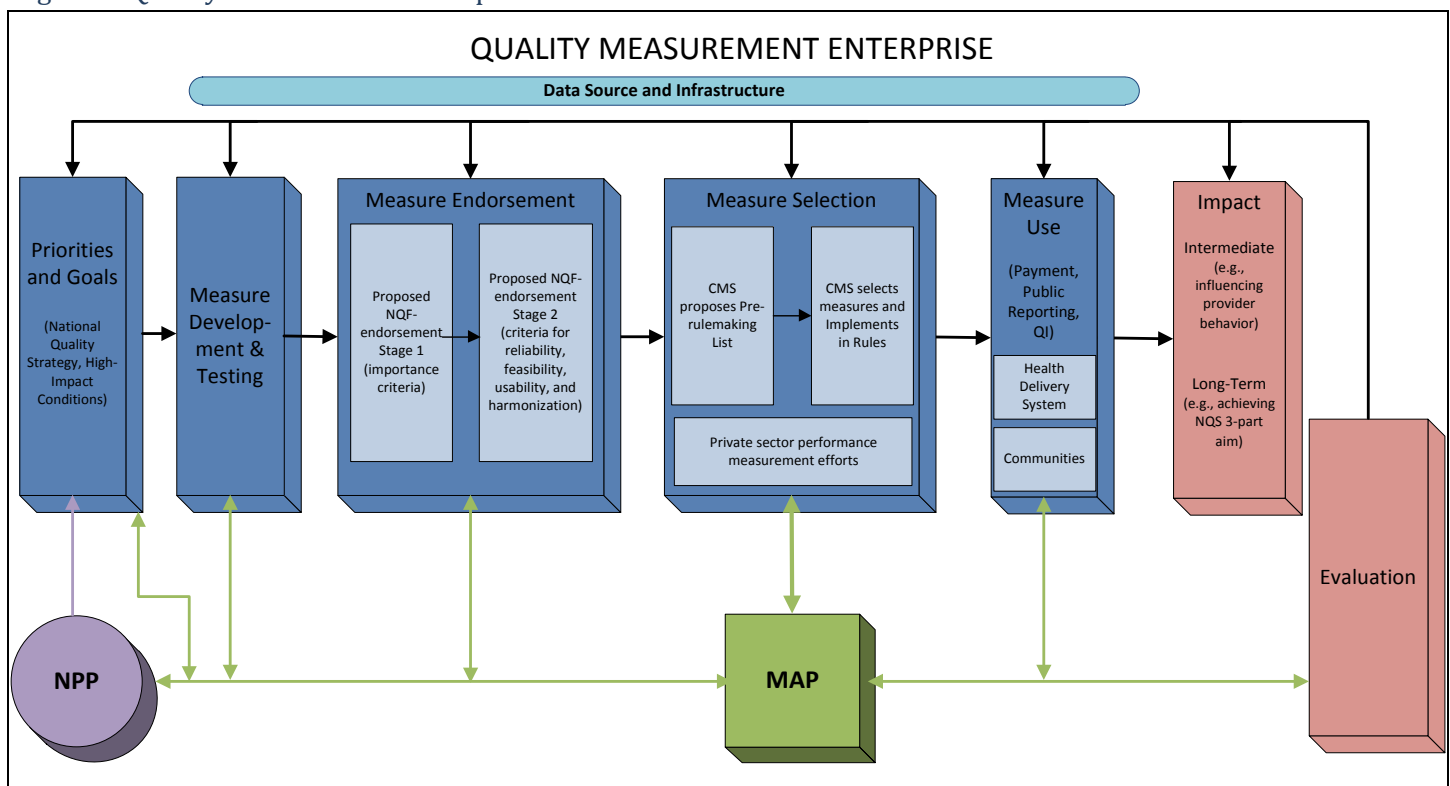 QUALITY MEASUREMENT ENTERPRISE
Data Source and Infrastructure
Priorities
and Goals
(National
Quality
Strategy, High-
Impact
Conditions)
Measure
Develop-
ment &
Testing
Measure Endorsement
Proposed
NQF-
endorsement
Stage 1
(importance
criteria)
Proposed NQF-
endorsement
Stage 2
(criteria for
reliability,
feasibility,
usability, and
harmonization)
Measure Selection
CMS
proposes Pre-
rulemaking
List
CMS selects
measures and
Implements
in Rules
Private sector performance
measurement efforts
Measure
Use
(Payment,
Public
Reporting,
QI)
Health
Delivery
System
Communities
Impact
Intermediate
(e.g.,
influencing
provider
behavior)
Long-Term
(e.g., achieving
NQS 3-part
aim)
Evaluation
NPP
MAP